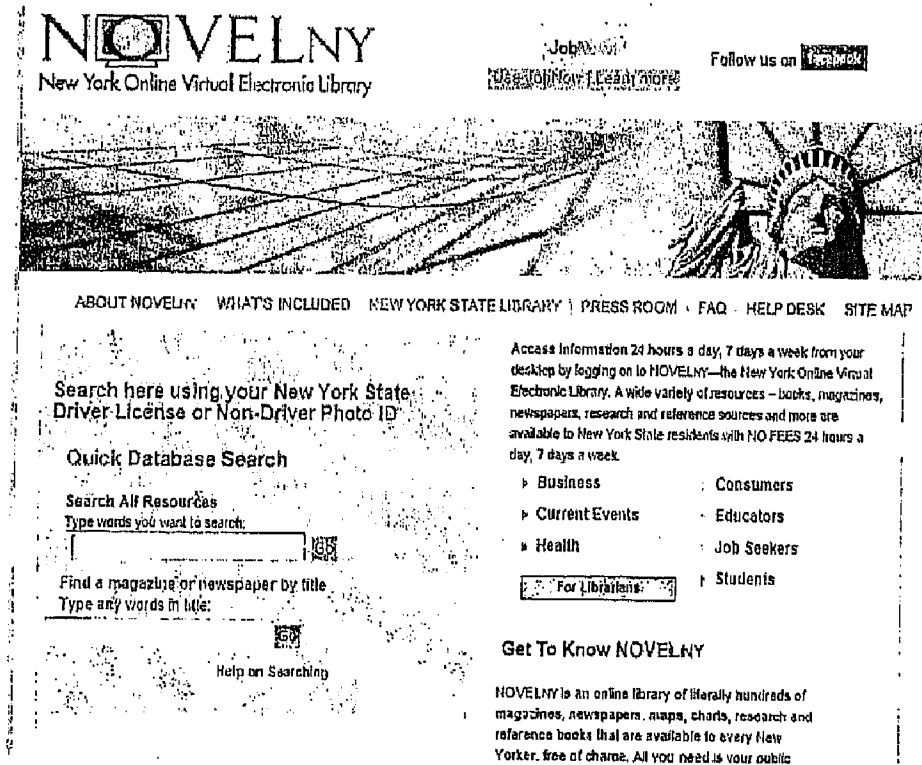 NOVELNY
New York Online Virtual Electronic Library
Job
Use JobNow | Learn more
Follow us on facebook
ABOUT NOVELNY WHAT'S INCLUDED NEW YORK STATE LIBRARY | PRESS ROOM FAQ HELP DESK SITE MAP
Search here using your New York State
Driver License or Non-Driver Photo ID
Quick Database Search
Search All Resources
Type words you want to search:
GO
Find a magazine or newspaper by title
Type any words in title:
GO
Help on Searching
Access Information 24 hours a day, 7 days a week from your
desktop by logging on to NOVELNY—the New York Online Virtual
Electronic Library. A wide variety of resources – books, magazines,
newspapers, research and reference sources and more are
available to New York State residents with NO FEES 24 hours a
day, 7 days a week.
Business
Consumers
Current Events
Educators
Health
Job Seekers
For Librarians
Students
Get To Know NOVELNY
NOVELNY is an online library of literally hundreds of
magazines, newspapers, maps, charts, research and
reference books that are available to every New
Yorker, free of charge. All you need is your public